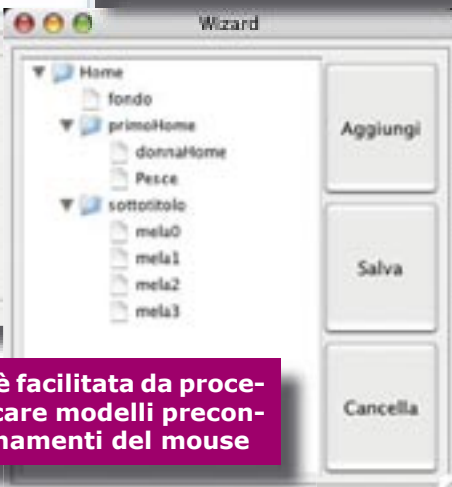 Wizard
Home
fondo
primoHome
donnaHome
Pesce
sottotitolo
mela0
mela1
mela2
mela3
Aggiungi
Salva
Cancella
è facilitata da proce-
care modelli precon-
namenti del mouse